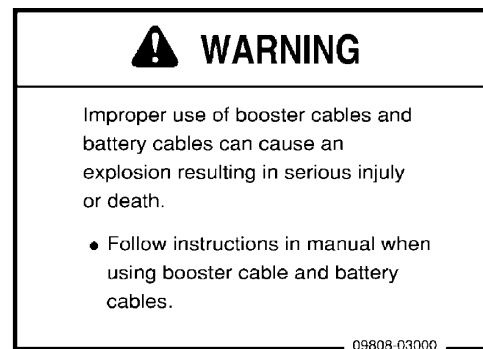 WARNING
Improper use of booster cables and
battery cables can cause an
explosion resulting in serious injuly
or death.
• Follow instructions in manual when
using booster cable and battery
cables.
09808-03000